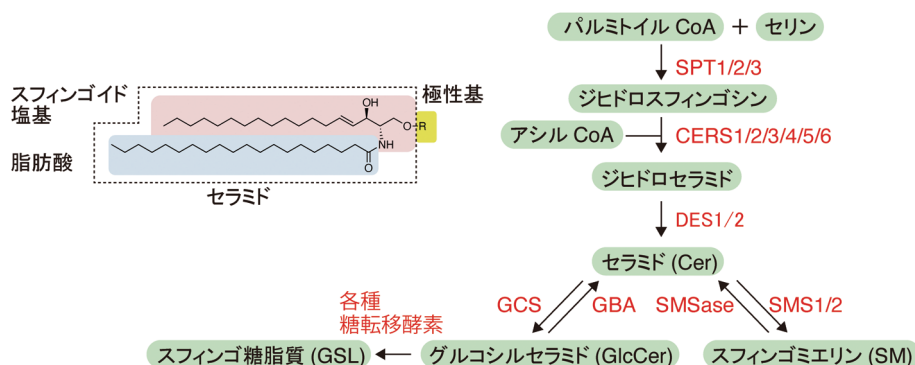 パルミトイル CoA + セリン
SPT1/2/3
ジヒドロスフィンゴシン
アシル CoA
CERS1/2/3/4/5/6
ジヒドロセラミド
DES1/2
セラミド (Cer)
GCS
GBA
SMSase
SMS1/2
各種
糖転移酵素
スフィンゴ糖脂質 (GSL)
グルコシルセラミド (GlcCer)
スフィンゴミエリン (SM)
スフィンゴイド
塩基
極性基
OH
O-R
NH
O
脂肪酸
セラミド